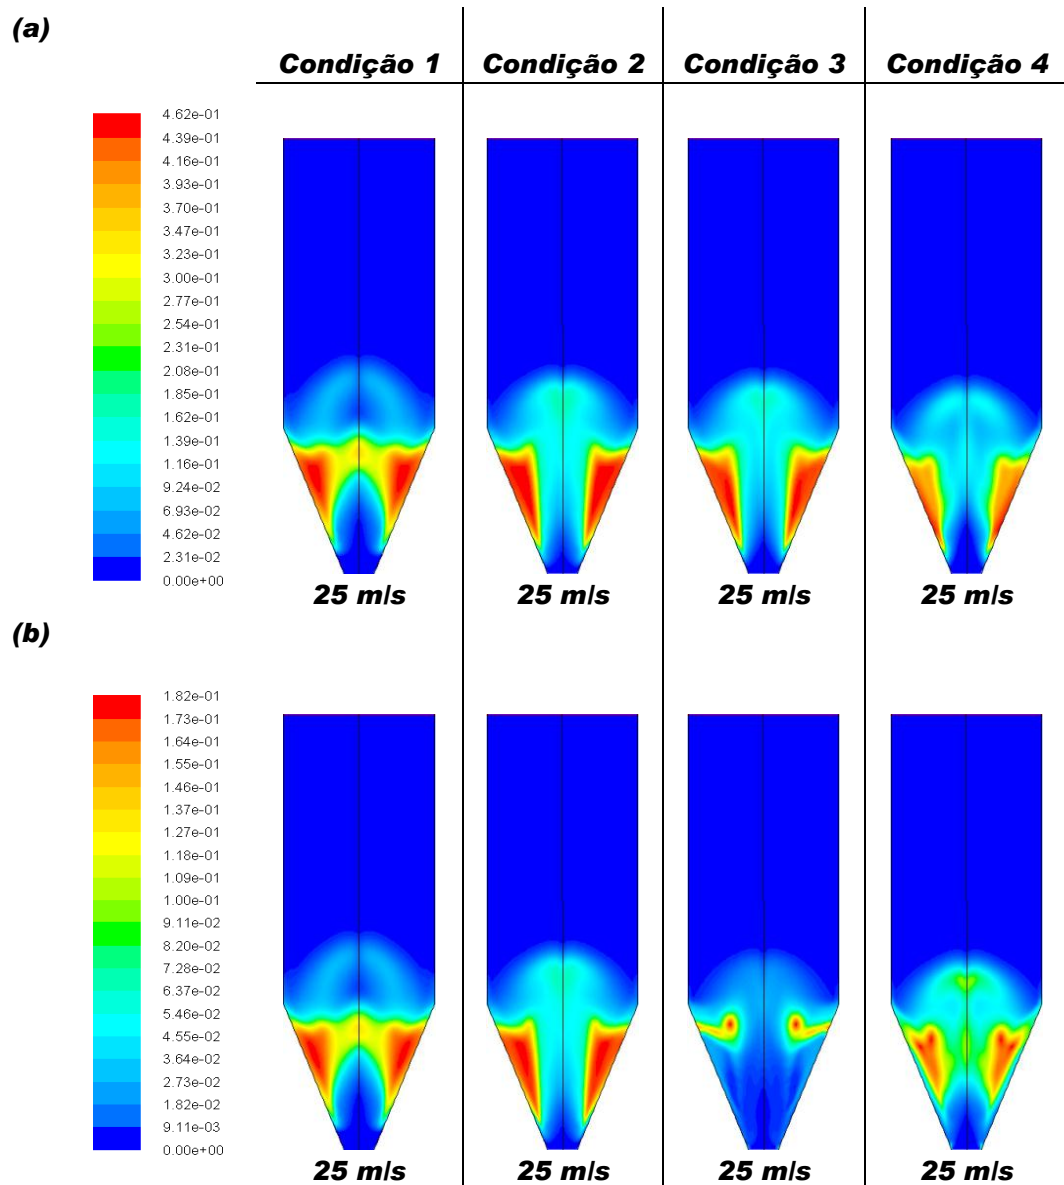 (a)
Condição 1 Condição 2 Condição 3 Condição 4
4.62e-01
4.39e-01
4.16e-01
3.93e-01
3.70e-01
3.47e-01
3.23e-01
3.00e-01
2.77e-01
2.54e-01
2.31e-01
2.08e-01
1.85e-01
1.62e-01
1.39e-01
1.16e-01
9.24e-02
6.93e-02
4.62e-02
2.31e-02
0.00e+00
25 m/s 25 m/s 25 m/s 25 m/s
(b)
1.82e-01
1.73e-01
1.64e-01
1.55e-01
1.46e-01
1.37e-01
1.27e-01
1.18e-01
1.09e-01
1.00e-01
9.11e-02
8.20e-02
7.28e-02
6.37e-02
5.46e-02
4.55e-02
3.64e-02
2.73e-02
1.82e-02
9.11e-03
0.00e+00
25 m/s 25 m/s 25 m/s 25 m/s